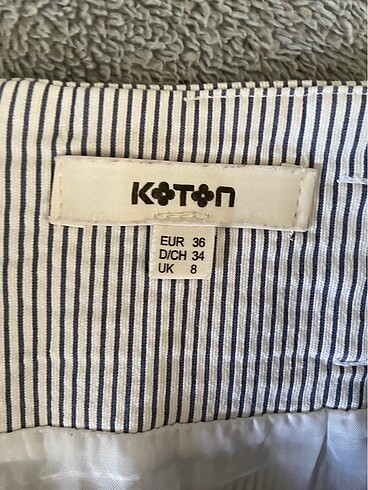 KOTON
EUR 36
D/CH 34
UK 8